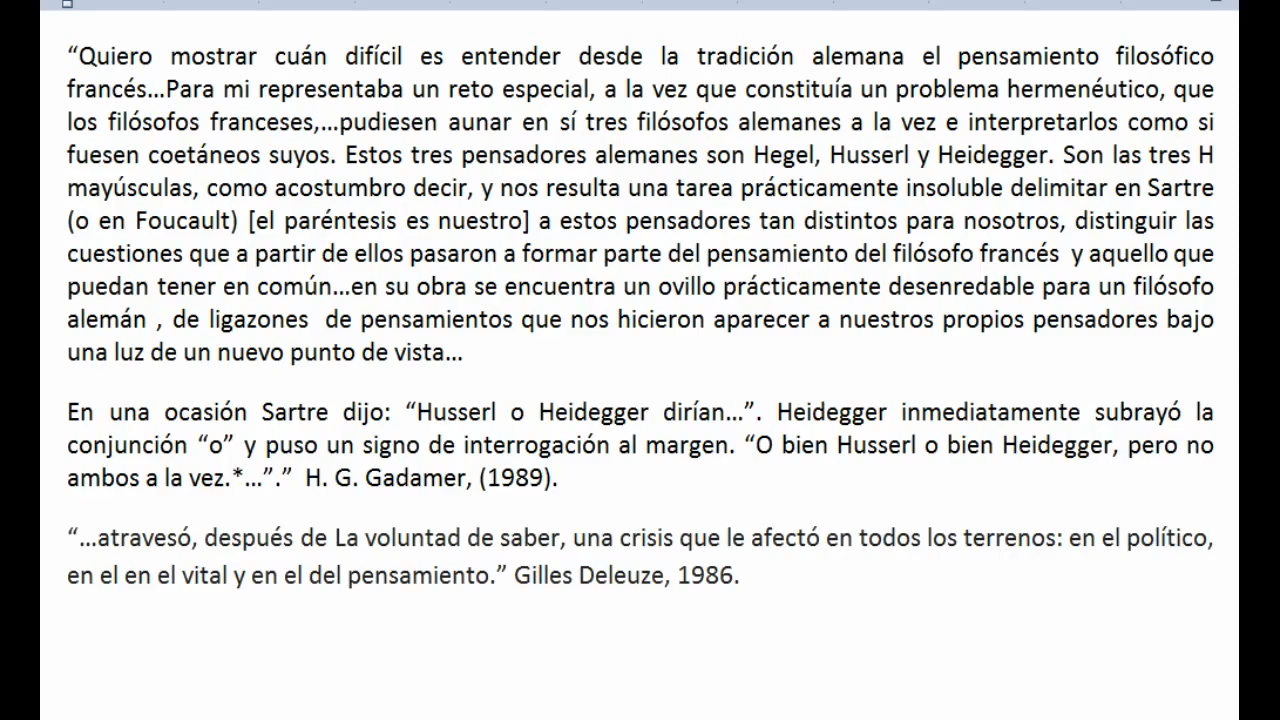 “Quiero mostrar cuán difícil es entender desde la tradición alemana el pensamiento filosófico
francés…Para mi representaba un reto especial, a la vez que constituía un problema hermenéutico, que
los filósofos franceses,…pudiesen aunar en sí tres filósofos alemanes a la vez e interpretarlos como si
fuesen coetáneos suyos. Estos tres pensadores alemanes son Hegel, Husserl y Heidegger. Son las tres H
mayúsculas, como acostumbro decir, y nos resulta una tarea prácticamente insoluble delimitar en Sartre
(o en Foucault) [el paréntesis es nuestro] a estos pensadores tan distintos para nosotros, distinguir las
cuestiones que a partir de ellos pasaron a formar parte del pensamiento del filósofo francés  y aquello que
puedan tener en común…en su obra se encuentra un ovillo prácticamente desenredable para un filósofo
alemán , de ligazones  de pensamientos que nos hicieron aparecer a nuestros propios pensadores bajo
una luz de un nuevo punto de vista…
En una ocasión Sartre dijo: “Husserl o Heidegger dirían…”. Heidegger inmediatamente subrayó la
conjunción “o” y puso un signo de interrogación al margen. “O bien Husserl o bien Heidegger, pero no
ambos a la vez.*…”.”  H. G. Gadamer, (1989).
“…atravesó, después de La voluntad de saber, una crisis que le afectó en todos los terrenos: en el político,
en el en el vital y en el del pensamiento.” Gilles Deleuze, 1986.